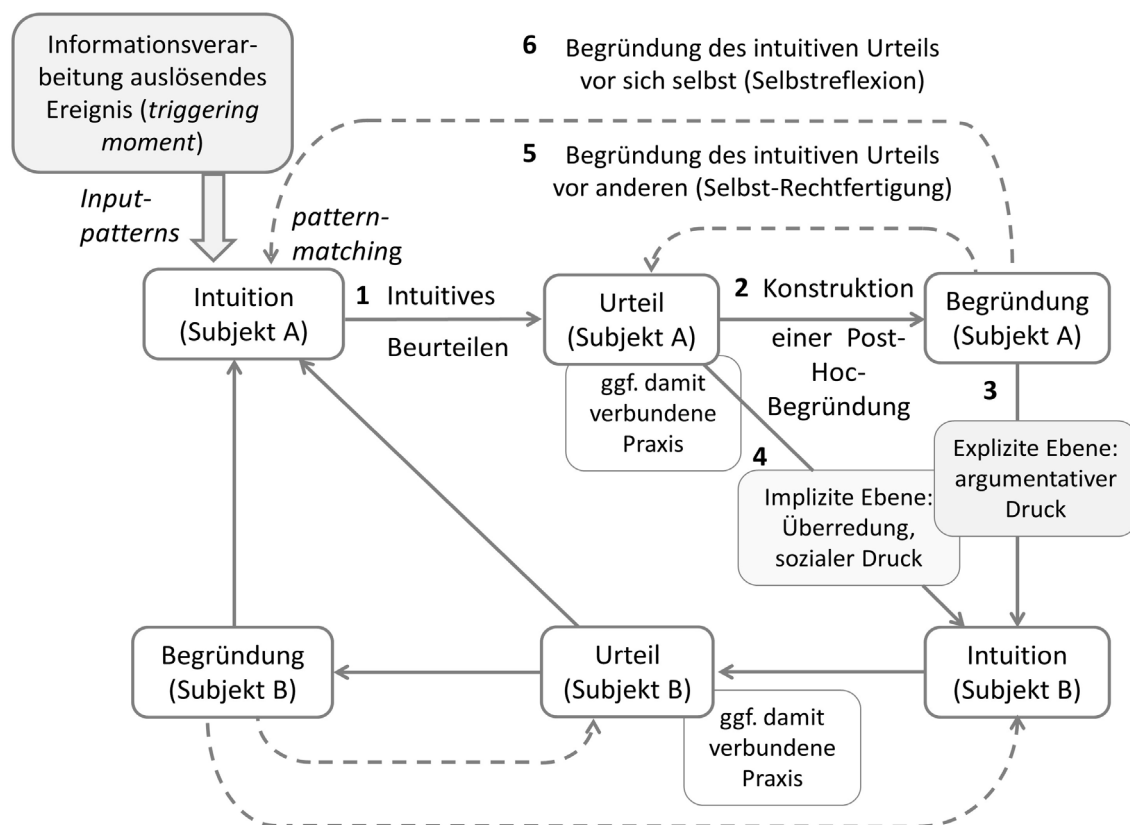 Informationsverar-
beitung auslösendes
Ereignis (triggering
moment)
6 Begründung des intuitiven Urteils
vor sich selbst (Selbstreflexion)
5 Begründung des intuitiven Urteils
vor anderen (Selbst-Rechtfertigung)
Input-
patterns
pattern-
matching
Intuition
(Subjekt A)
1 Intuitives
Beurteilen
Urteil
(Subjekt A)
ggf. damit
verbundene
Praxis
2 Konstruktion
einer Post-
Hoc-
Begründung
Begründung
(Subjekt A)
3
Explizite Ebene:
argumentativer
Druck
4
Implizite Ebene:
Überredung,
sozialer Druck
Begründung
(Subjekt B)
Urteil
(Subjekt B)
ggf. damit
verbundene
Praxis
Intuition
(Subjekt B)